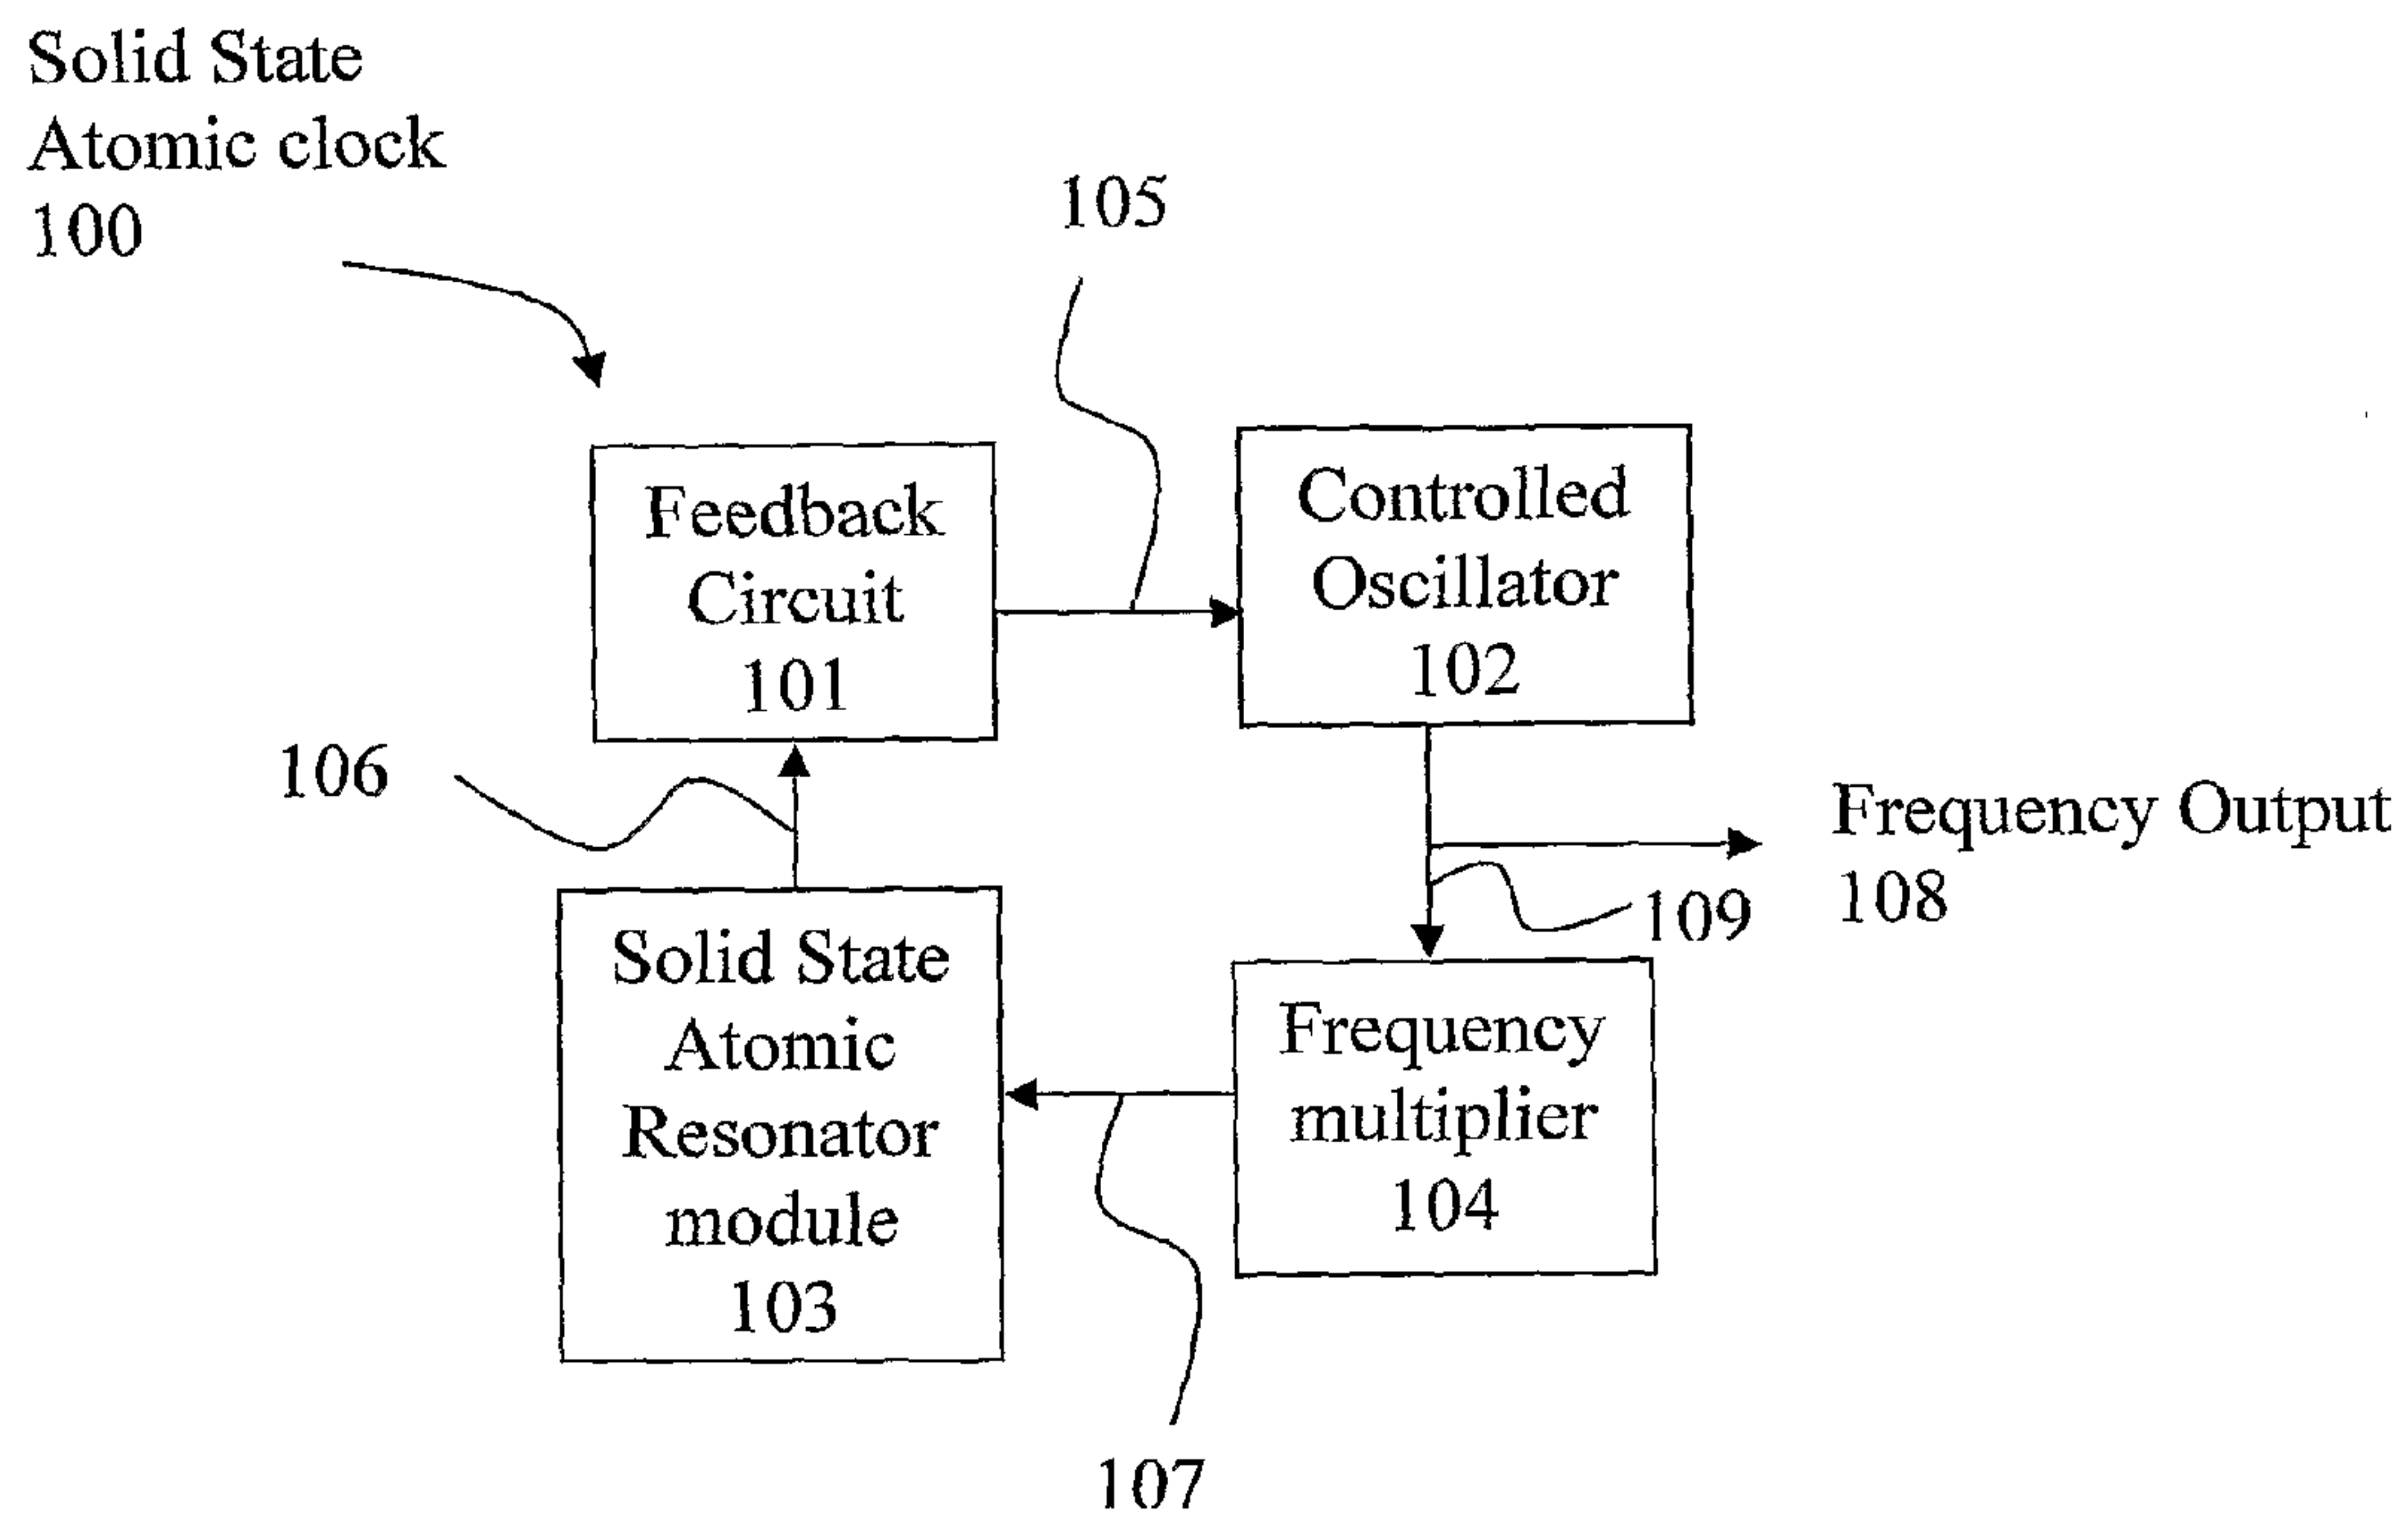 Solid State
Atomic clock
100
105
Feedback
Circuit
101
Controlled
Oscillator
102
106
Frequency Output
108
109
Solid State
Atomic
Resonator
module
103
Frequency
multiplier
104
107